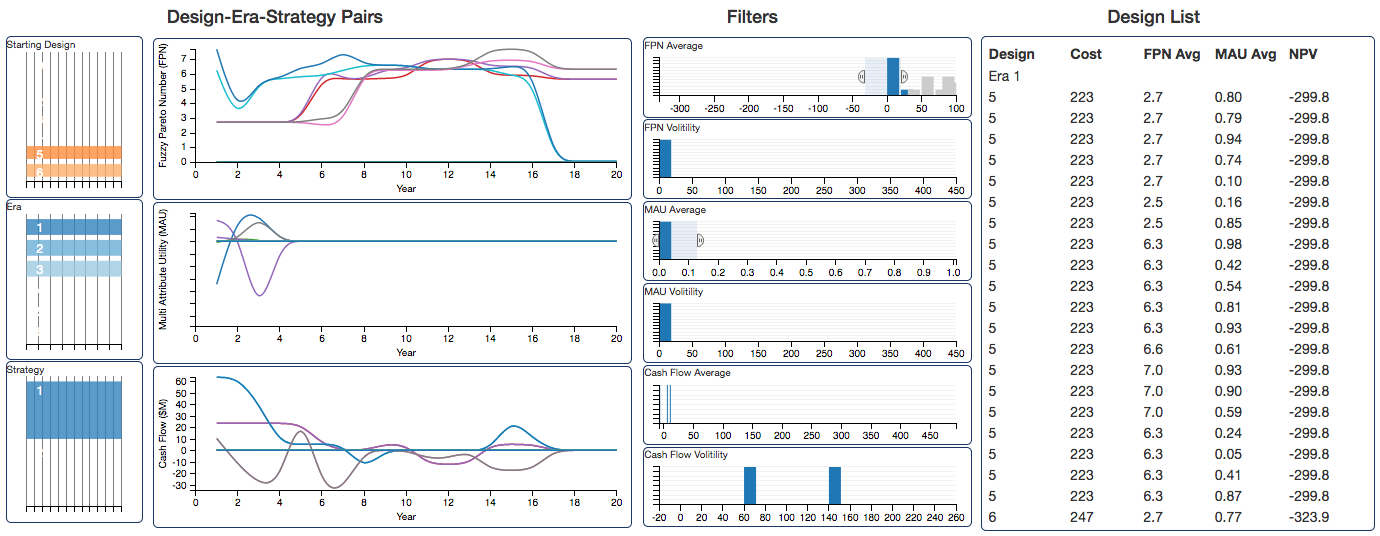 Design-Era-Strategy Pairs
Filters
Design List
Starting Design
5
6
Era
1
2
3
Strategy
1
Fuzzy Pareto Number (FPN)
7
6
5
4
3
2
1
0
0 2 4 6 8 10 12 14 16 18 20
Year
Multi Attribute Utility (MAU)
0 2 4 6 8 10 12 14 16 18 20
Year
Cash Flow ($M)
60
50
40
30
20
10
0
-10
-20
-30
0 2 4 6 8 10 12 14 16 18 20
Year
FPN Average
-300 -250 -200 -150 -100 -50 0 50 100
FPN Volitility
0 50 100 150 200 250 300 350 400 450
MAU Average
0.0 0.1 0.2 0.3 0.4 0.5 0.6 0.7 0.8 0.9 1.0
MAU Volitility
0 50 100 150 200 250 300 350 400 450
Cash Flow Average
0 50 100 150 200 250 300 350 400 450
Cash Flow Volitility
-20 0 20 40 60 80 100 120 140 160 180 200 220 240 260
Design Cost FPN Avg MAU Avg NPV
Era 1
5 223 2.7 0.80 -299.8
5 223 2.7 0.79 -299.8
5 223 2.7 0.94 -299.8
5 223 2.7 0.74 -299.8
5 223 2.7 0.10 -299.8
5 223 2.5 0.16 -299.8
5 223 2.5 0.85 -299.8
5 223 6.3 0.98 -299.8
5 223 6.3 0.42 -299.8
5 223 6.3 0.54 -299.8
5 223 6.3 0.81 -299.8
5 223 6.3 0.93 -299.8
5 223 6.6 0.61 -299.8
5 223 7.0 0.93 -299.8
5 223 7.0 0.90 -299.8
5 223 7.0 0.59 -299.8
5 223 6.3 0.24 -299.8
5 223 6.3 0.05 -299.8
5 223 6.3 0.41 -299.8
5 223 6.3 0.87 -299.8
6 247 2.7 0.77 -323.9